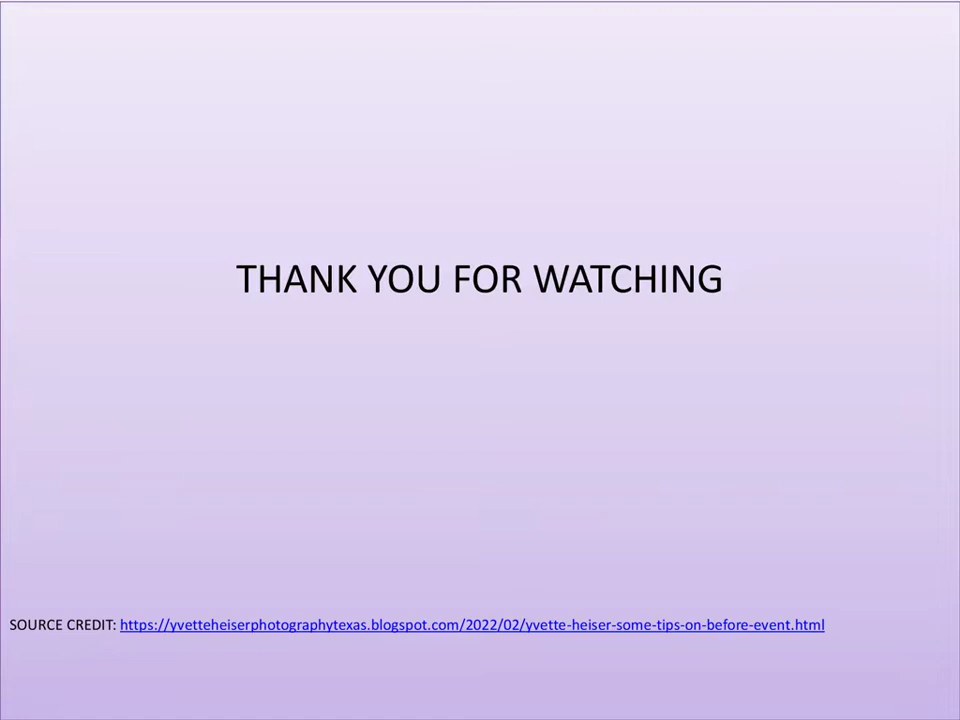 THANK YOU FOR WATCHING
SOURCE CREDIT: https://yvetteheiserphotographytexas.blogspot.com/2022/02/yvette-heiser-some-tips-on-before-event.html